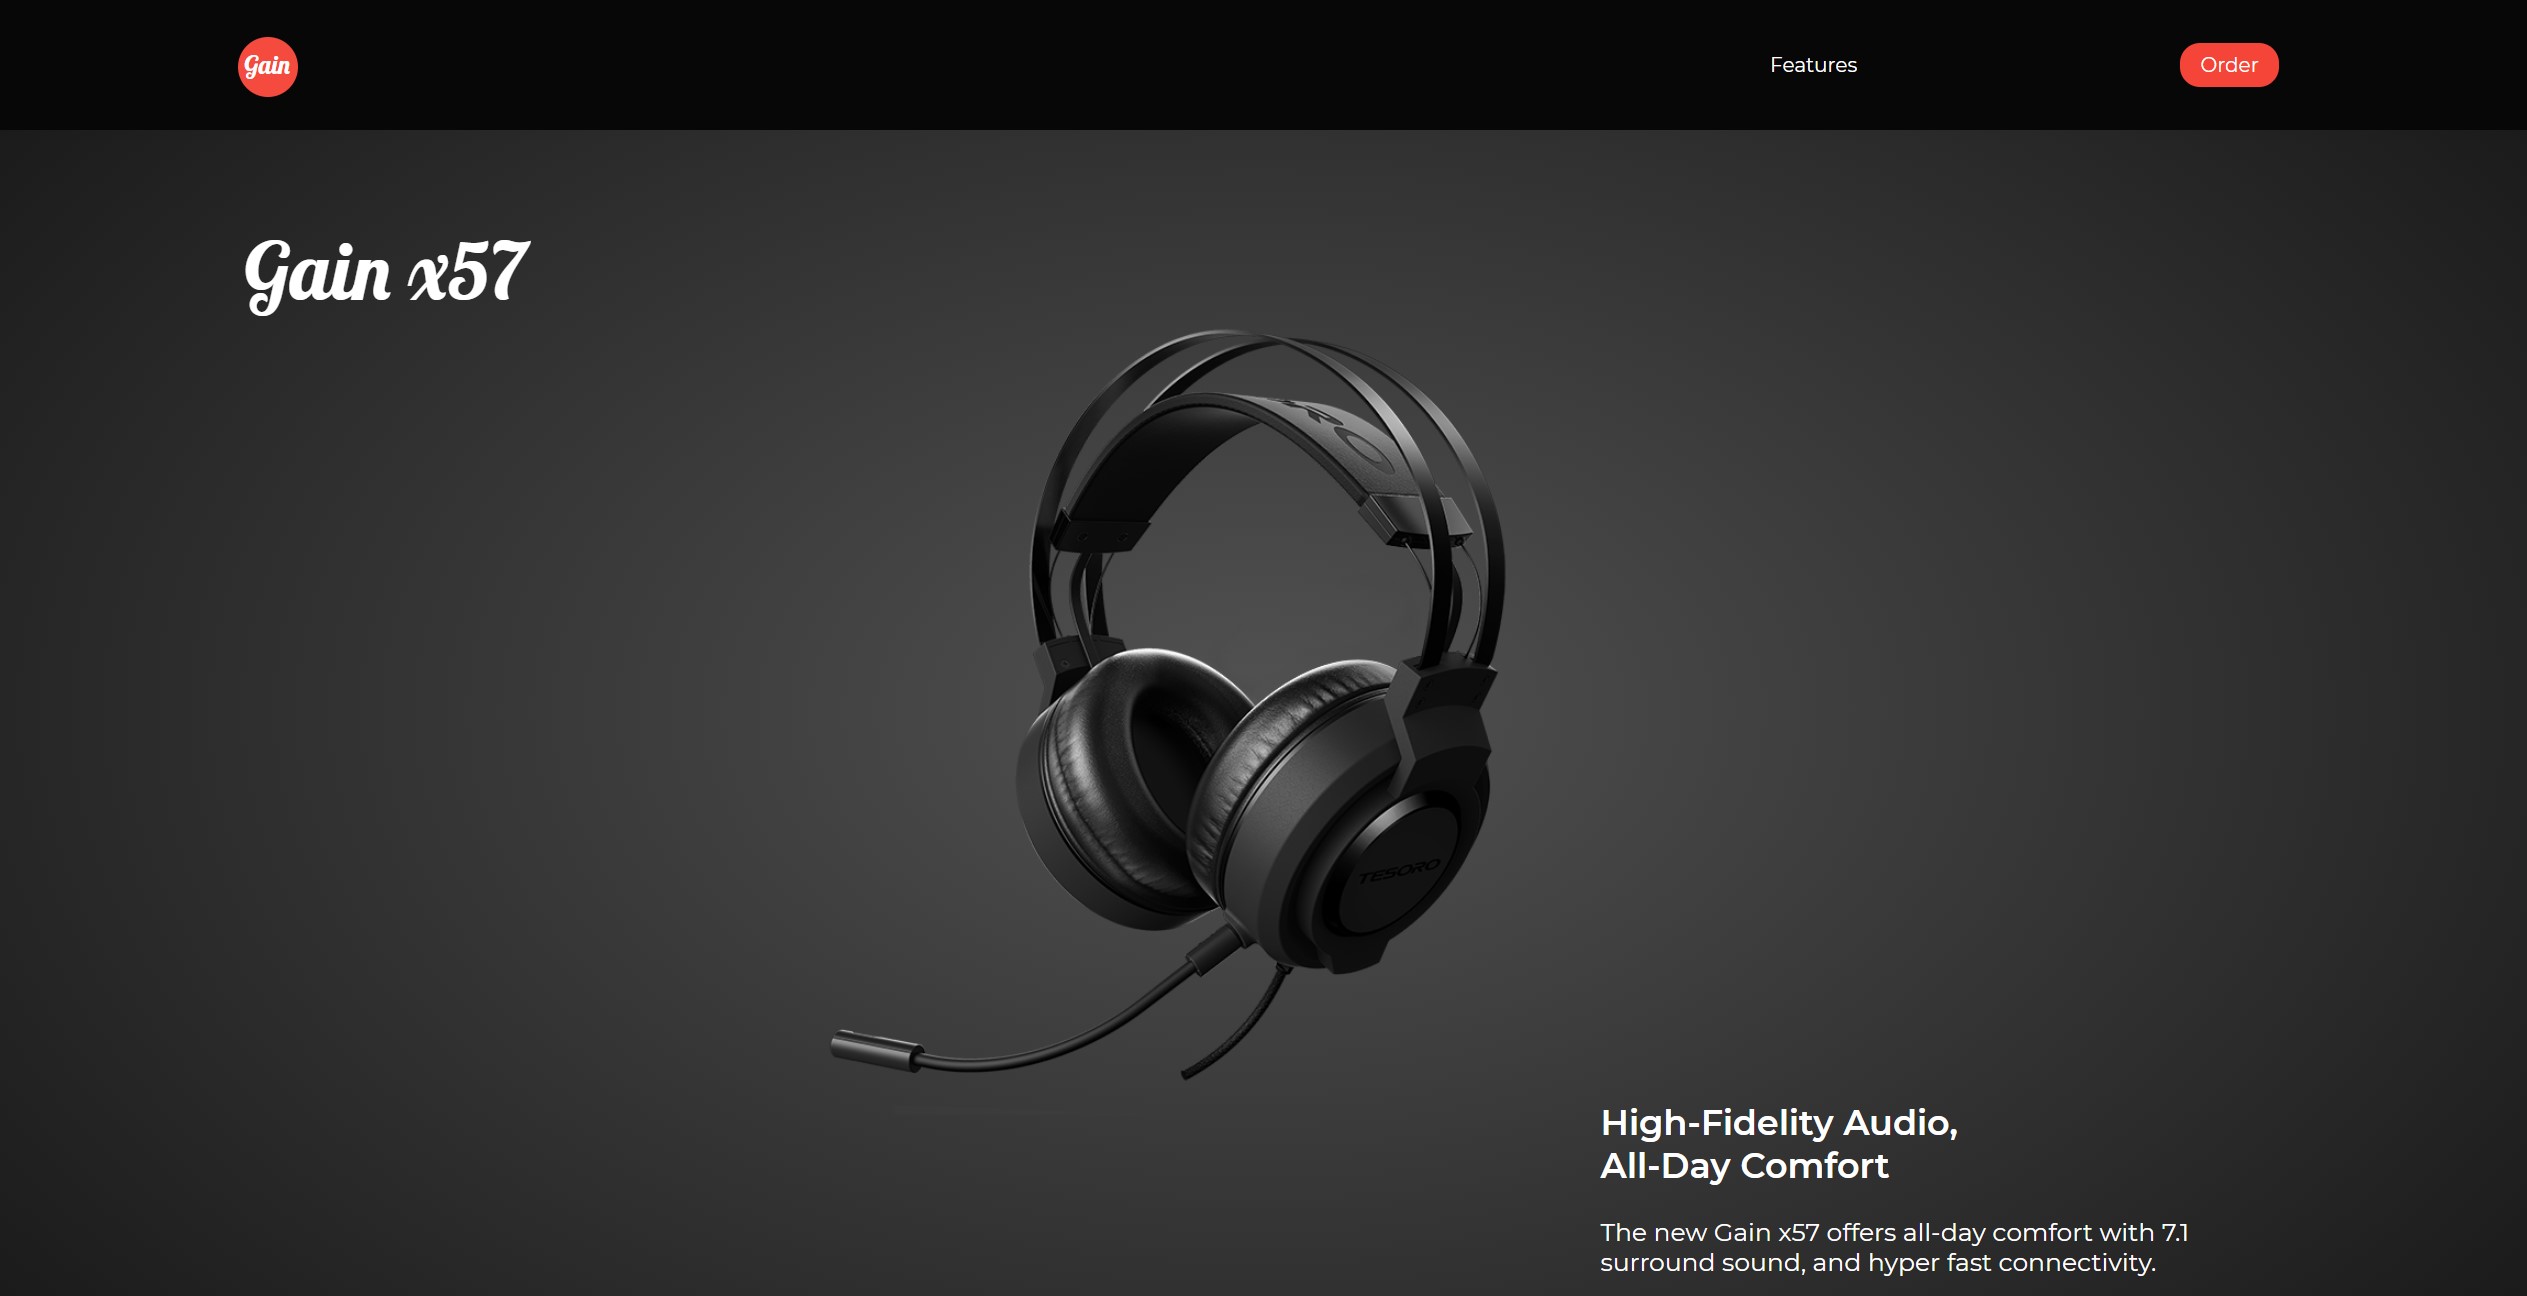 Gain
Features
Order
Gain x57
TESORO
High-Fidelity Audio,
All-Day Comfort
The new Gain x57 offers all-day comfort with 7.1
surround sound, and hyper fast connectivity.